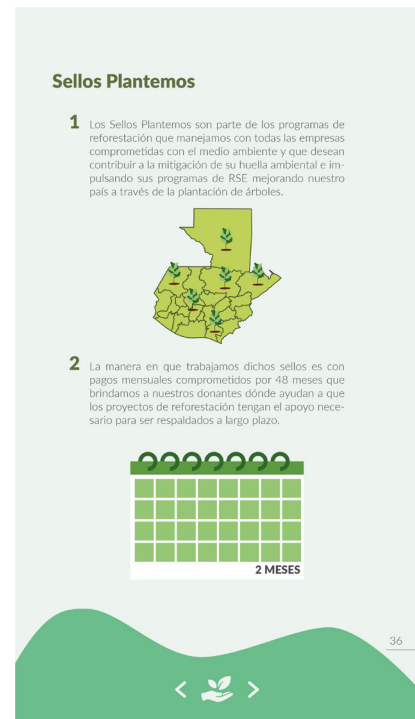 Sellos Plantemos
1 Los Sellos Plantemos son parte de los programas de
reforestación que manejamos con todas las empresas
comprometidas con el medio ambiente y que desean
contribuir a la mitigación de su huella ambiental e im-
pulsando sus programas de RSE mejorando nuestro
país a través de la plantación de árboles.
2 La manera en que trabajamos dichos sellos es con
pagos mensuales comprometidos por 48 meses que
brindamos a nuestros donantes dónde ayudan a que
los proyectos de reforestación tengan el apoyo nece-
sario para ser respaldados a largo plazo.
2 MESES
36